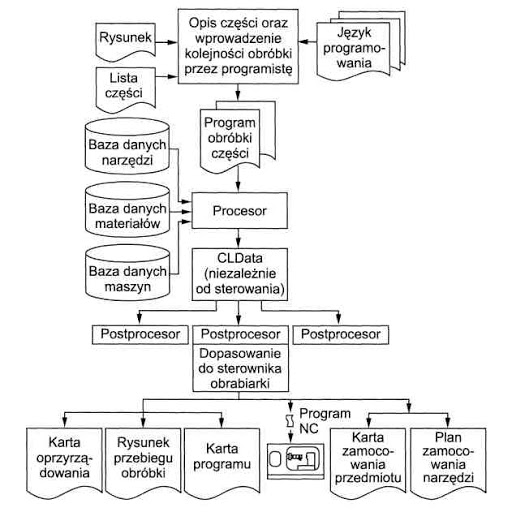 Rysunek
Opis części oraz
wprowadzenie
kolejności obróbki
przez programistę
Język
programo-
wania
Lista
części
Program
obróbki
części
Baza danych
narzędzi
Baza danych
materiałów
Procesor
Baza danych
maszyn
CLData
(niezależnie
od sterowania)
Postprocesor
Postprocesor
Postprocesor
Dopasowanie
do sterownika
obrabiarki
Program
NC
Karta
oprzyrzą-
dowania
Rysunek
przebiegu
obróbki
Karta
programu
Karta
zamoco-
wania
przedmiotu
Plan
zamoco-
wania
narzędzi